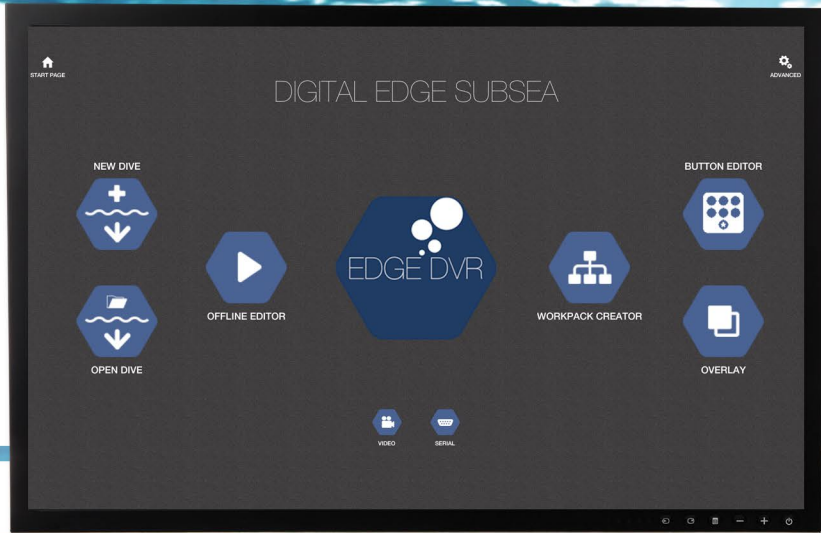 START PAGE
ADVANCED
DIGITAL EDGE SUBSEA
NEW DIVE
BUTTON EDITOR
EDGE DVR
OFFLINE EDITOR
WORKPACK CREATOR
OPEN DIVE
OVERLAY
VIDEO
SERIAL